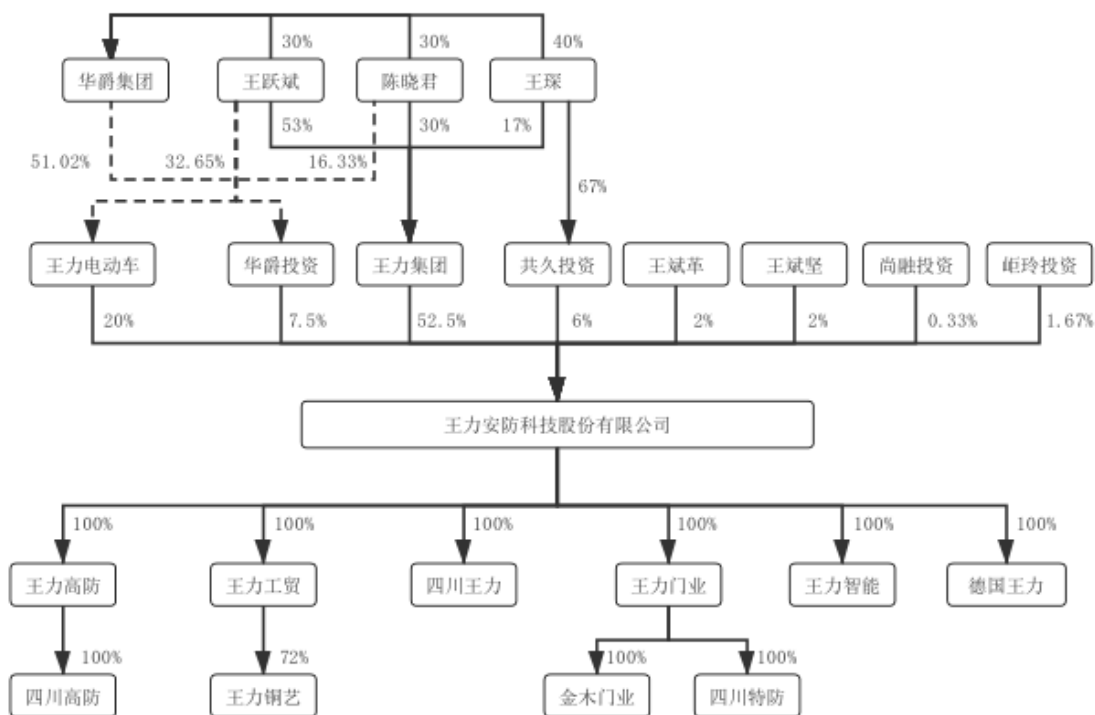 30%
30%
40%
华爵集团
王跃斌
陈晓君
王琛
53%
30%
17%
51.02%
32.65%
16.33%
67%
王力电动车
华爵投资
王力集团
共久投资
王斌革
王斌坚
尚融投资
岠玲投资
20%
7.5%
52.5%
6%
2%
2%
0.33%
1.67%
王力安防科技股份有限公司
100%
100%
100%
100%
100%
100%
王力高防
王力工贸
四川王力
王力门业
王力智能
德国王力
100%
72%
100%
100%
四川高防
王力铜艺
金木门业
四川特防